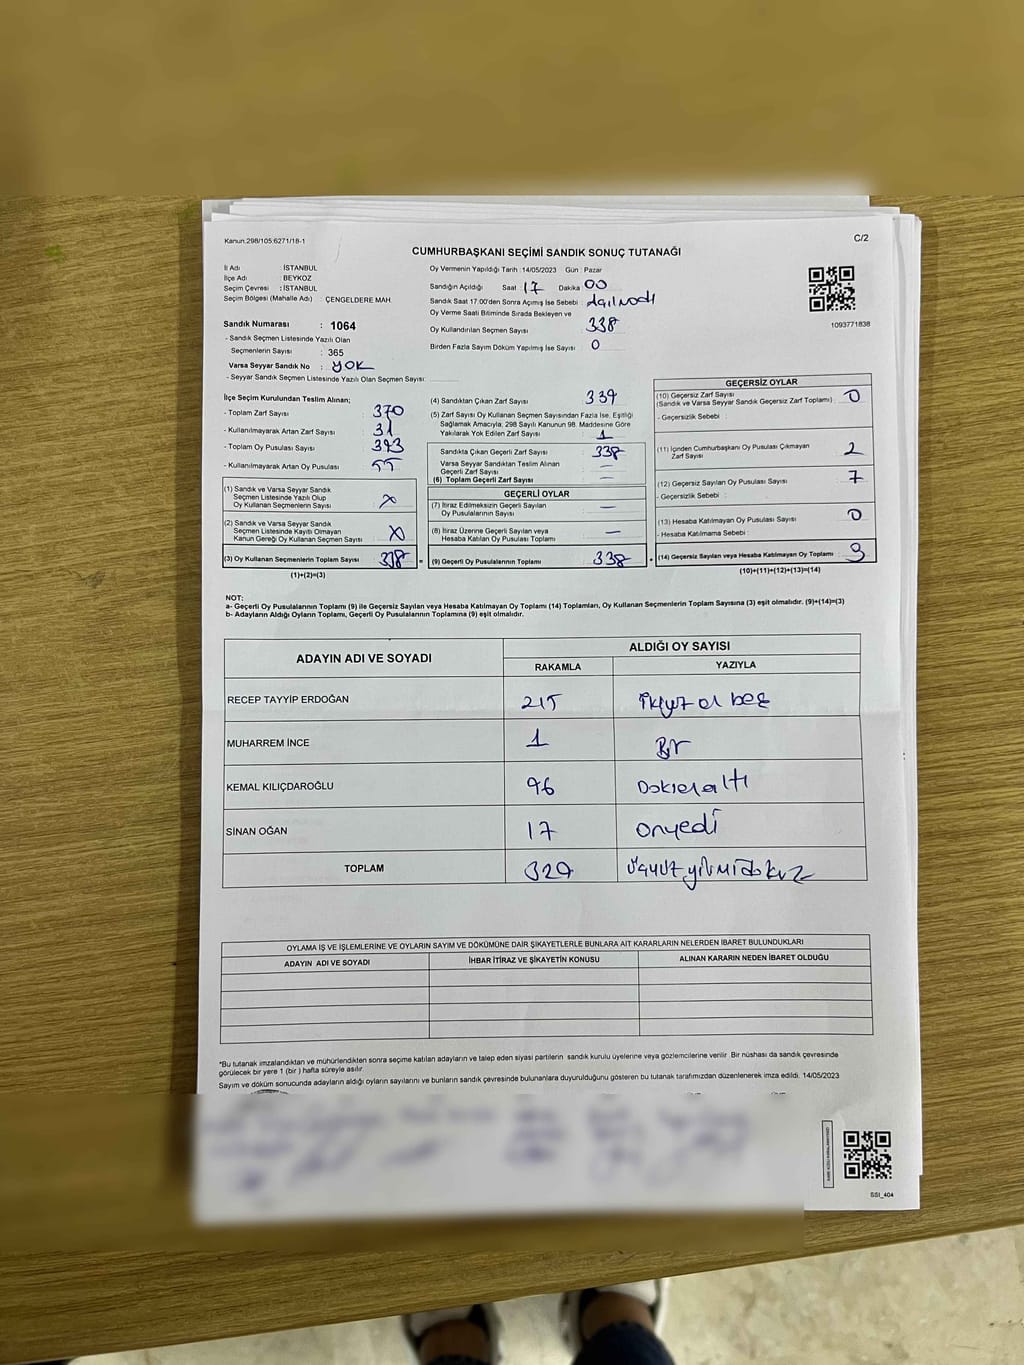 Kanun.298/105;6271/18-1
C/2
CUMHURBAŞKANI SEÇİMİ SANDIK SONUÇ TUTANAĞI
İl Adı : İSTANBUL
İlçe Adı : BEYKOZ
Seçim Çevresi : İSTANBUL
Seçim Bölgesi (Mahalle Adı) : ÇENGELDERE MAH.
Sandık Numarası : 1064
- Sandık Seçmen Listesinde Yazılı Olan
Seçmenlerin Sayısı : 365
Varsa Seyyar Sandık No : YOK
- Seyyar Sandık Seçmen Listesinde Yazılı Olan Seçmen Sayısı
Oy Vermenin Yapıldığı Tarih : 14/05/2023 Gün : Pazar
Sandığın Açıldığı Saat 17 Dakika 00
Sandık Saat 17.00'den Sonra Açılmış İse Sebebi : Açılmadı
Oy Verme Saati Bitiminde Sırada Bekleyen ve
Oy Kullandırılan Seçmen Sayısı 338
Birden Fazla Sayım Döküm Yapılmış İse Sayısı 0
1093771838
İlçe Seçim Kurulundan Teslim Alınan;
- Toplam Zarf Sayısı 370
- Kullanılmayarak Artan Zarf Sayısı 31
- Toplam Oy Pusulası Sayısı 393
- Kullanılmayarak Artan Oy Pusulası 55
(1) Sandık ve Varsa Seyyar Sandık
Seçmen Listesinde Yazılı Olup
Oy Kullanan Seçmenlerin Sayısı X
(2) Sandık ve Varsa Seyyar Sandık
Seçmen Listesinde Kayıtlı Olmayan
Kanun Gereği Oy Kullanan Seçmen Sayısı X
(3) Oy Kullanan Seçmenlerin Toplam Sayısı 338 =
(1)+(2)=(3)
(4) Sandıktan Çıkan Zarf Sayısı 339
(5) Zarf Sayısı Oy Kullanan Seçmen Sayısından Fazla İse, Eşitliği
Sağlamak Amacıyla; 298 Sayılı Kanunun 98. Maddesine Göre
Yakılarak Yok Edilen Zarf Sayısı 1
Sandıkta Çıkan Geçerli Zarf Sayısı 338
Varsa Seyyar Sandıktan Teslim Alınan
Geçerli Zarf Sayısı —
(6) Toplam Geçerli Zarf Sayısı —
GEÇERLİ OYLAR
(7) İtiraz Edilmeksizin Geçerli Sayılan
Oy Pusulalarının Sayısı —
(8) İtiraz Üzerine Geçerli Sayılan veya
Hesaba Katılan Oy Pusulası Toplamı —
(9) Geçerli Oy Pusulalarının Toplamı 338 +
GEÇERSİZ OYLAR
(10) Geçersiz Zarf Sayısı
(Sandık ve Varsa Seyyar Sandık Geçersiz Zarf Toplamı) 0
- Geçersizlik Sebebi :
(11) İçinden Cumhurbaşkanı Oy Pusulası Çıkmayan
Zarf Sayısı 2
(12) Geçersiz Sayılan Oy Pusulası Sayısı 7
- Geçersizlik Sebebi :
(13) Hesaba Katılmayan Oy Pusulası Sayısı 0
- Hesaba Katılmama Sebebi :
(14) Geçersiz Sayılan veya Hesaba Katılmayan Oy Toplamı 9
(10)+(11)+(12)+(13)=(14)
NOT:
a- Geçerli Oy Pusulalarının Toplamı (9) ile Geçersiz Sayılan veya Hesaba Katılmayan Oy Toplamı (14) Toplamları, Oy Kullanan Seçmenlerin Toplam Sayısına (3) eşit olmalıdır. (9)+(14)=(3)
b- Adayların Aldığı Oyların Toplamı, Geçerli Oy Pusulalarının Toplamına (9) eşit olmalıdır.
ADAYIN ADI VE SOYADI ALDIĞI OY SAYISI
RAKAMLA YAZIYLA
RECEP TAYYİP ERDOĞAN 215 ikiyüz on beş
MUHARREM İNCE 1 Bir
KEMAL KILIÇDAROĞLU 96 Doksanaltı
SİNAN OĞAN 17 onyedi
TOPLAM 329 üçyüzyirmidokuz
OYLAMA İŞ VE İŞLEMLERİNE VE OYLARIN SAYIM VE DÖKÜMÜNE DAİR ŞİKAYETLERLE BUNLARA AİT KARARLARIN NELERDEN İBARET BULUNDUKLARI
ADAYIN ADI VE SOYADI İHBAR İTİRAZ VE ŞİKAYETİN KONUSU ALINAN KARARIN NEDEN İBARET OLDUĞU
*Bu tutanak imzalandıktan ve mühürlendikten sonra seçime katılan adayların ve talep eden siyasi partilerin sandık kurulu üyelerine veya gözlemcilerine verilir. Bir nüshası da sandık çevresinde
görülecek bir yere 1 (bir) hafta süreyle asılır.
Sayım ve döküm sonucunda adayların aldığı oyların sayılarını ve bunların sandık çevresinde bulunanlara duyurulduğunu gösteren bu tutanak tarafımızdan düzenlenerek imza edildi. 14/05/2023
SSI_404